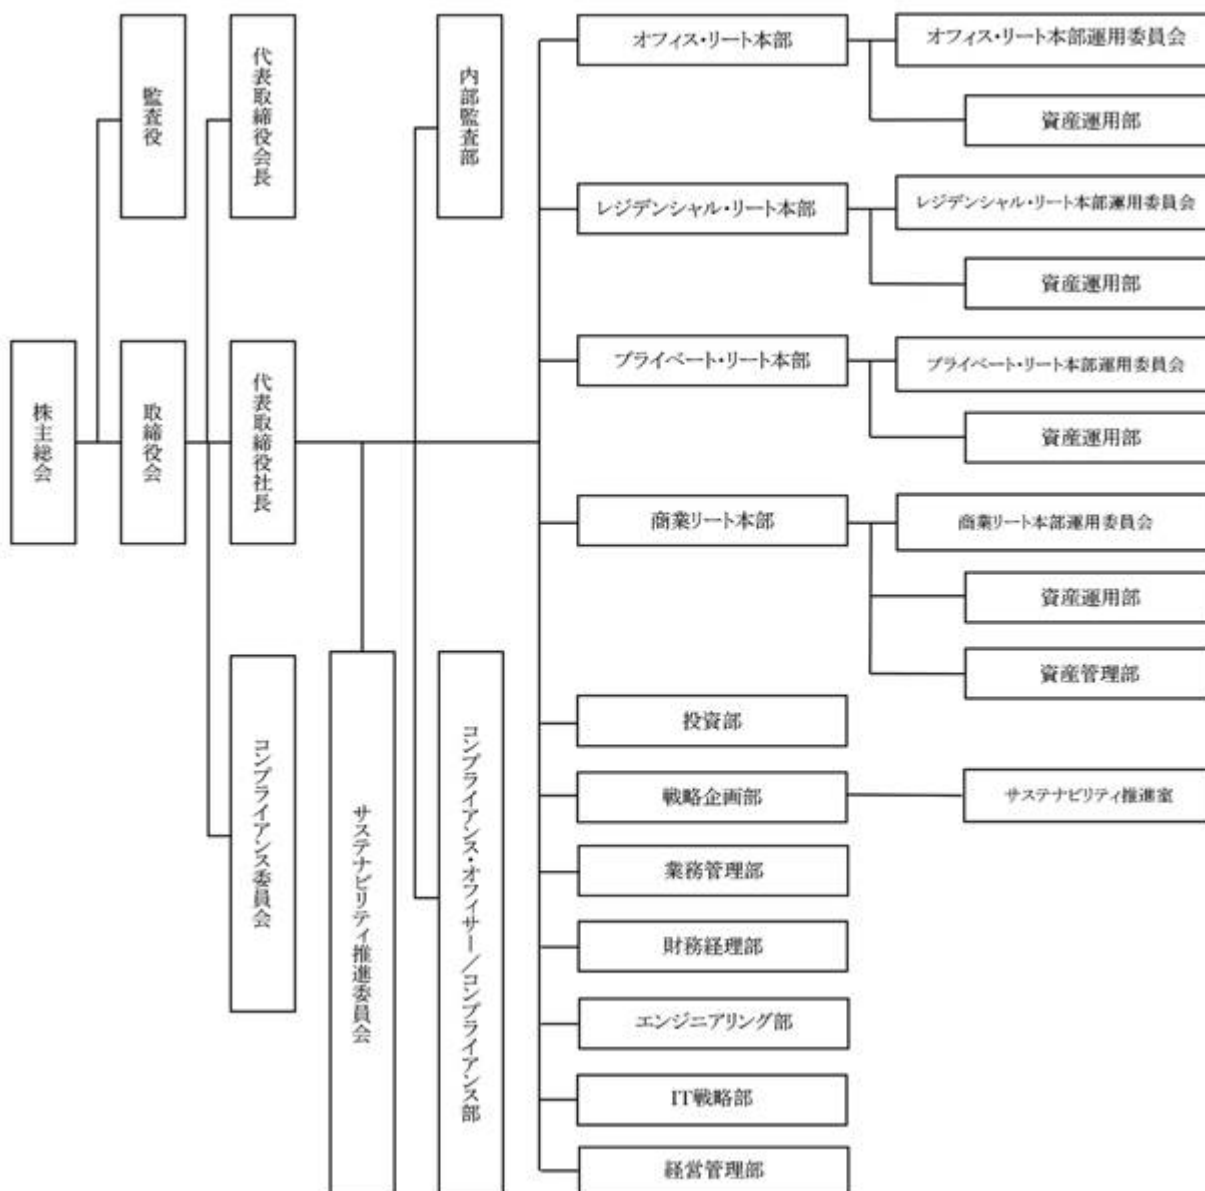 株主総会
監査役
取締役会
代表取締役会長
代表取締役社長
コンプライアンス委員会
サステナビリティ推進委員会
内部監査部
コンプライアンス・オフィサー／コンプライアンス部
オフィス・リート本部
オフィス・リート本部運用委員会
資産運用部
レジデンシャル・リート本部
レジデンシャル・リート本部運用委員会
資産運用部
プライベート・リート本部
プライベート・リート本部運用委員会
資産運用部
商業リート本部
商業リート本部運用委員会
資産運用部
資産管理部
投資部
戦略企画部
サステナビリティ推進室
業務管理部
財務経理部
エンジニアリング部
IT戦略部
経営管理部